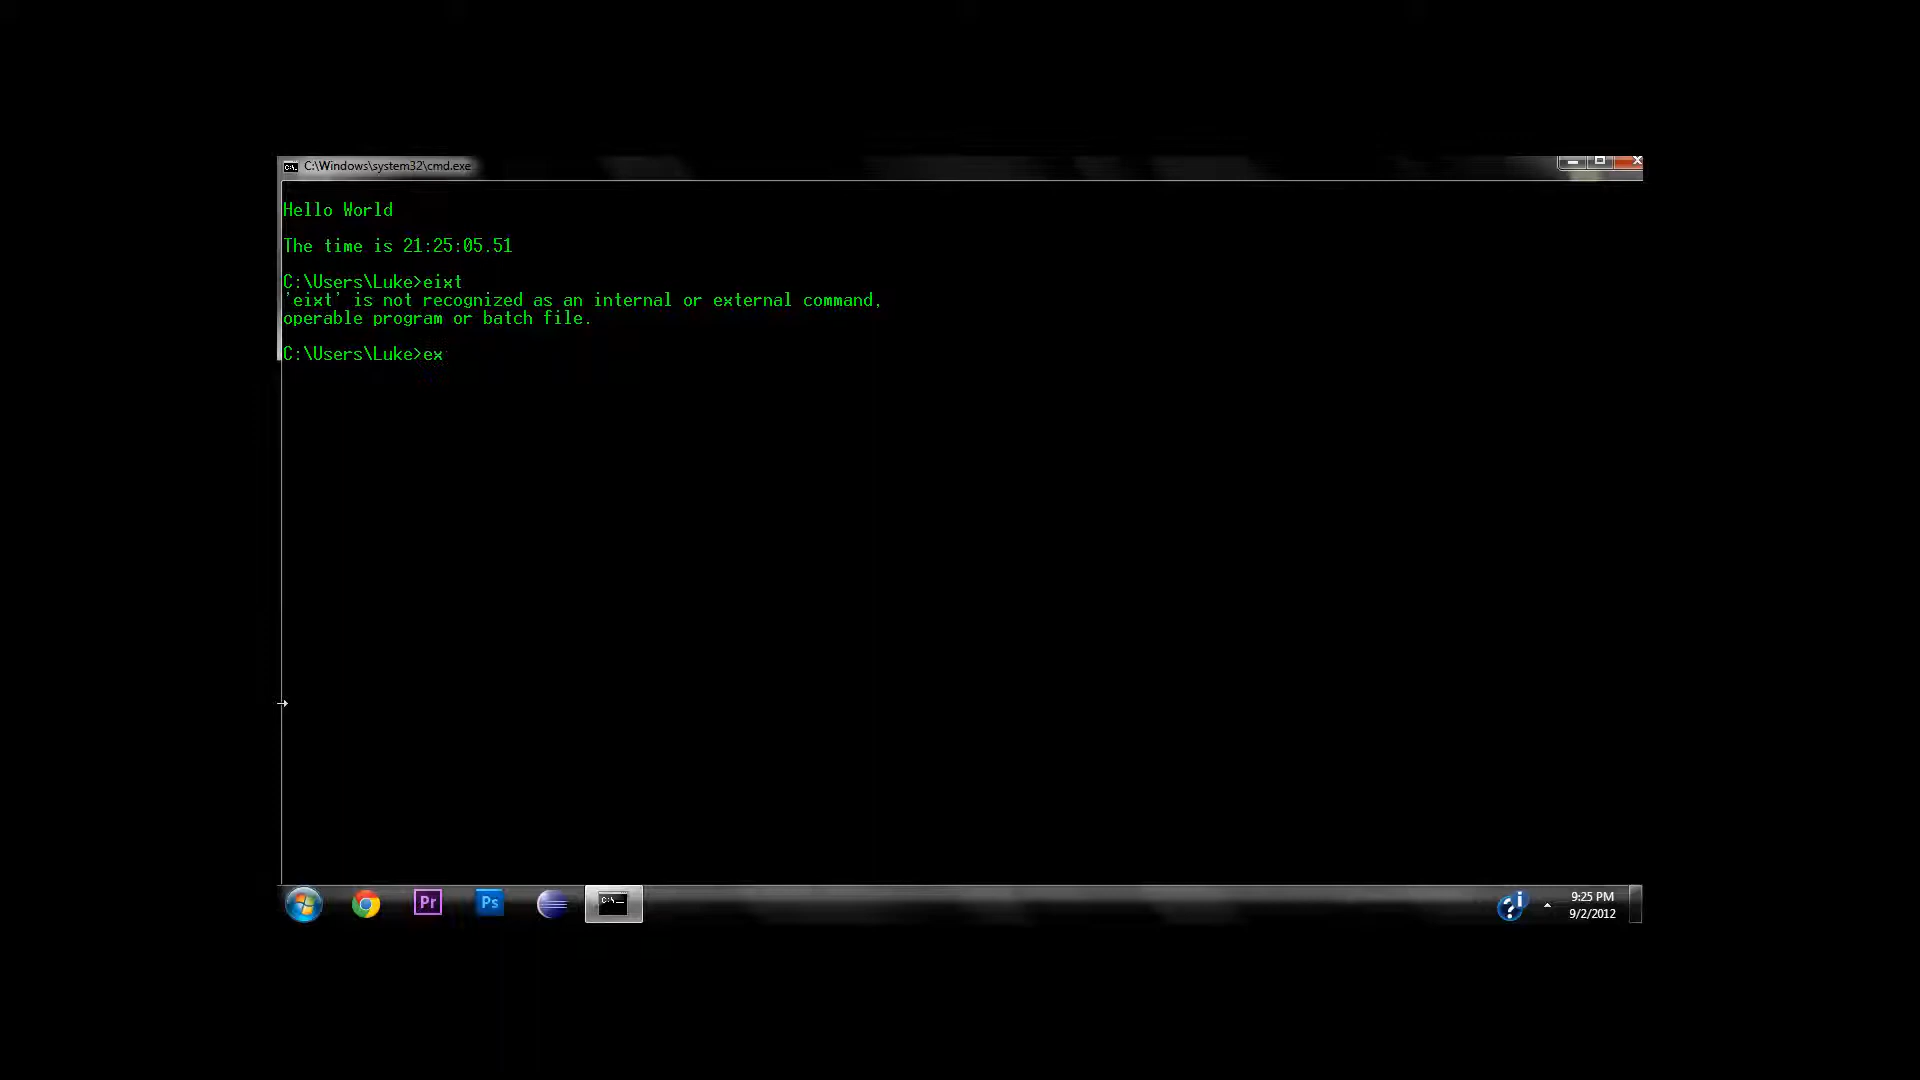 C:\Windows\system32\cmd.exe
Hello World
The time is 21:25:05.51
C:\Users\Luke>eixt
'eixt' is not recognized as an internal or external command,
operable program or batch file.
C:\Users\Luke>ex
Pr
Ps
C:\
9:25 PM
9/2/2012